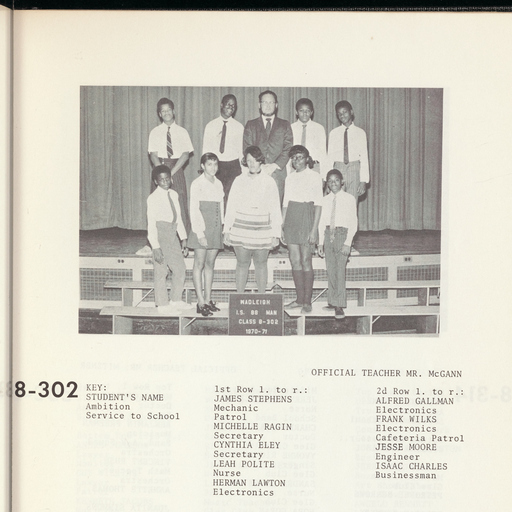 WADLEIGH
I.S. 88 MAN
CLASS 8-302
1970-71
OFFICIAL TEACHER MR. McGANN
8-302
KEY:
STUDENT'S NAME
Ambition
Service to School
1st Row l. to r.:
JAMES STEPHENS
Mechanic
Patrol
MICHELLE RAGIN
Secretary
CYNTHIA ELEY
Secretary
LEAH POLITE
Nurse
HERMAN LAWTON
Electronics
2d Row l. to r.:
ALFRED GALLMAN
Electronics
FRANK WILKS
Electronics
Cafeteria Patrol
JESSE MOORE
Engineer
ISAAC CHARLES
Businessman